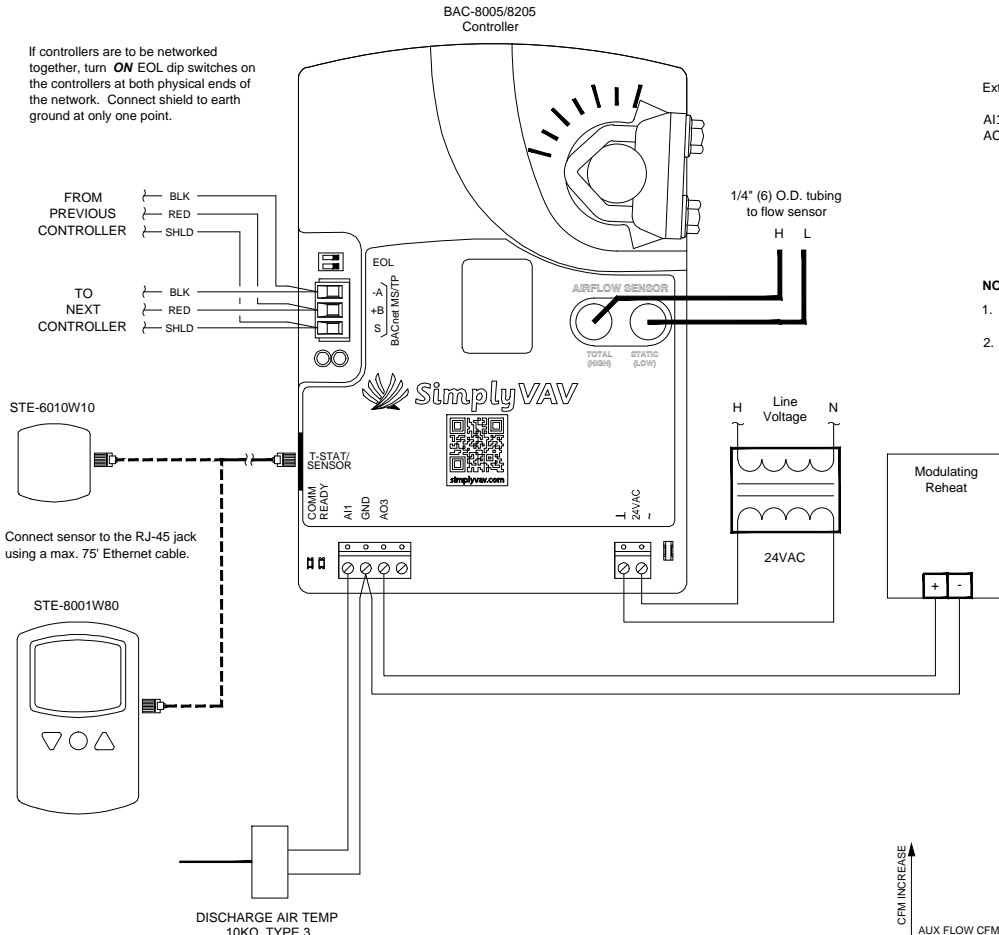 BAC-8005/8205
Controller
If controllers are to be networked
together, turn ON EOL dip switches on
the controllers at both physical ends of
the network. Connect shield to earth
ground at only one point.
FROM
PREVIOUS
CONTROLLER
BLK
RED
SHLD
TO
NEXT
CONTROLLER
BLK
RED
SHLD
EOL
-A
+B
S
BACnet MS/TP
1/4" (6) O.D. tubing
to flow sensor
H L
AIRFLOW SENSOR
TOTAL
(HIGH)
STATIC
(LOW)
SimplyVAV
simplyvav.com
STE-6010W10
T-STAT/
SENSOR
COMM
READY
AI1
GND
AO3
24VAC
~
Connect sensor to the RJ-45 jack
using a max. 75' Ethernet cable.
STE-8001W80
H Line N
Voltage
24VAC
Modulating
Reheat
+ -
1.
2.
DISCHARGE AIR TEMP
CFM INCREASE
AUX FLOW CFM